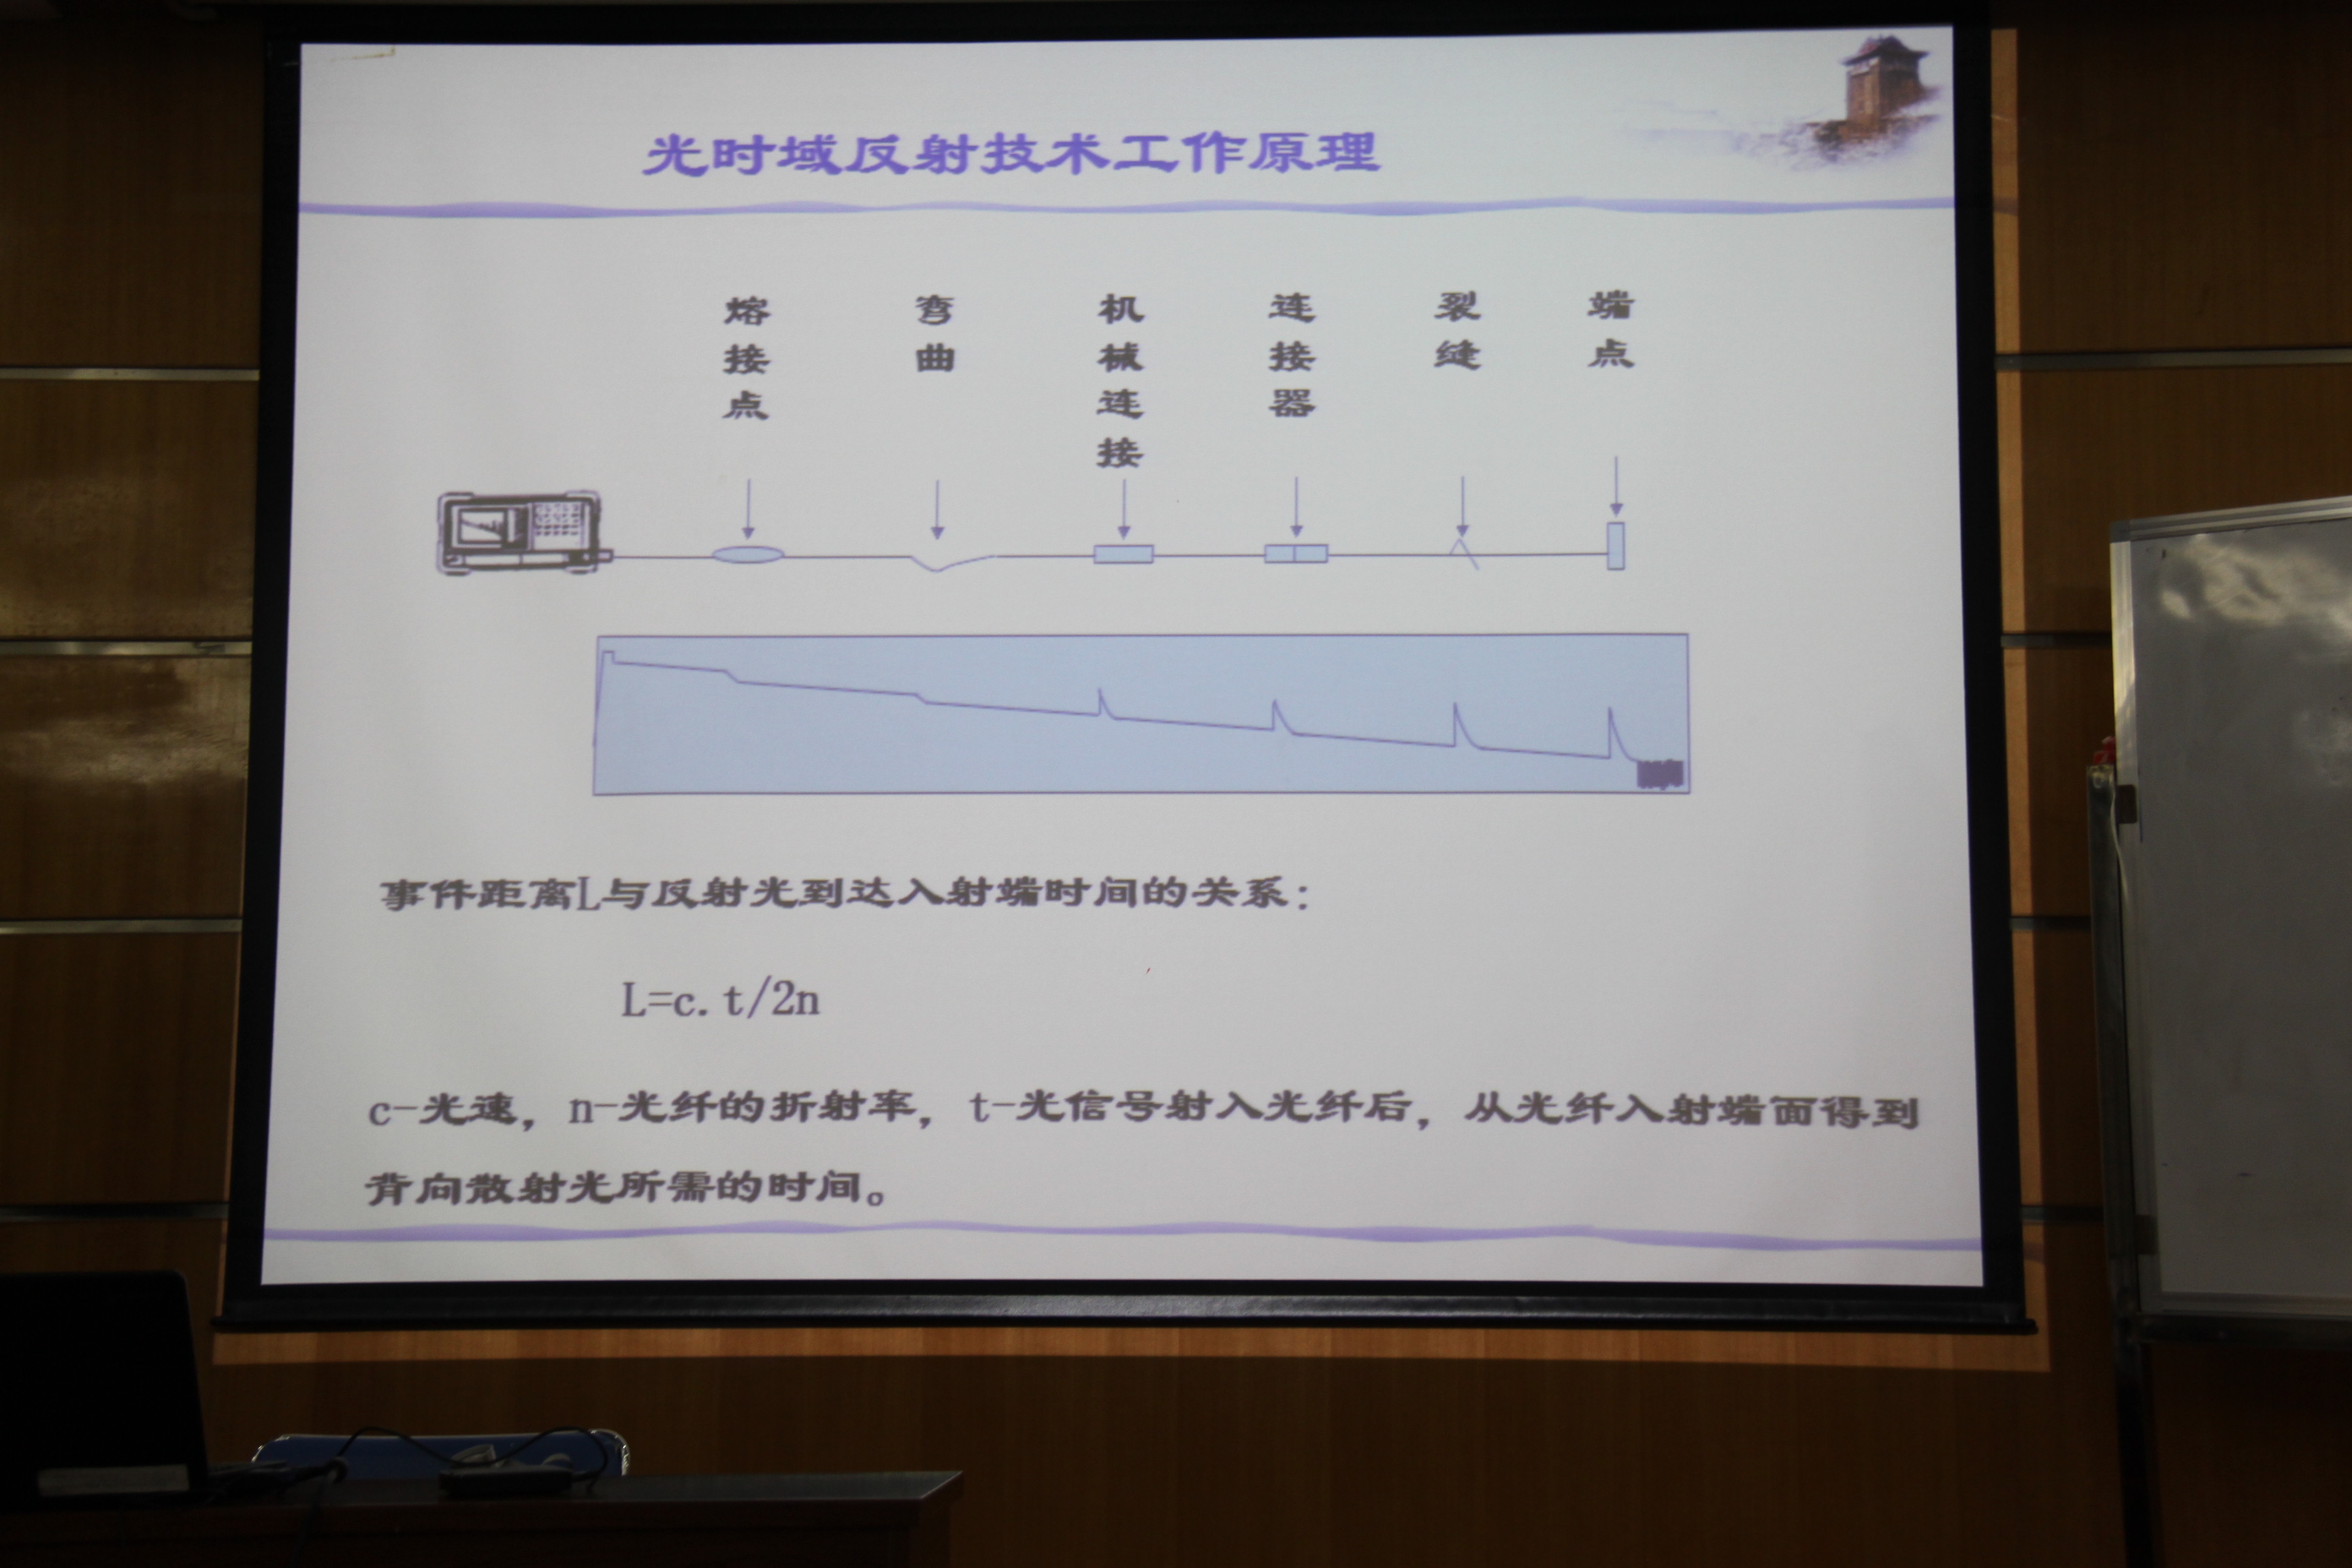 光时域反射技术工作原理
熔接点
弯曲
机械连接
连接器
裂缝
端点
事件距离L与反射光到达入射端时间的关系:
L=c.t/2n
c-光速，n-光纤的折射率，t-光信号射入光纤后，从光纤入射端面得到
背向散射光所需的时间。